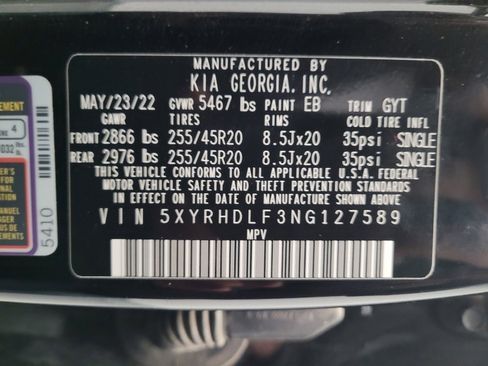 MANUFACTURED BY
KIA GEORGIA. INC.
MAY/23/22 GVWR 5467 lbs PAINT EB TRIM GYT
GAWR TIRES RIMS COLD TIRE INFL
FRONT 2866 lbs 255/45R20 8.5Jx20 35psi SINGLE
REAR 2976 lbs 255/45R20 8.5Jx20 35psi SINGLE
THIS VEHICLE CONFORMS TO ALL APPLICABLE U.S.A. FEDERAL
MOTOR VEHICLE SAFETY STANDARDS IN EFFECT ON THE
DATE OF MANUFACTURE SHOWN ABOVE
VIN 5XYRHDLF3NG127589
MPV
4
5410